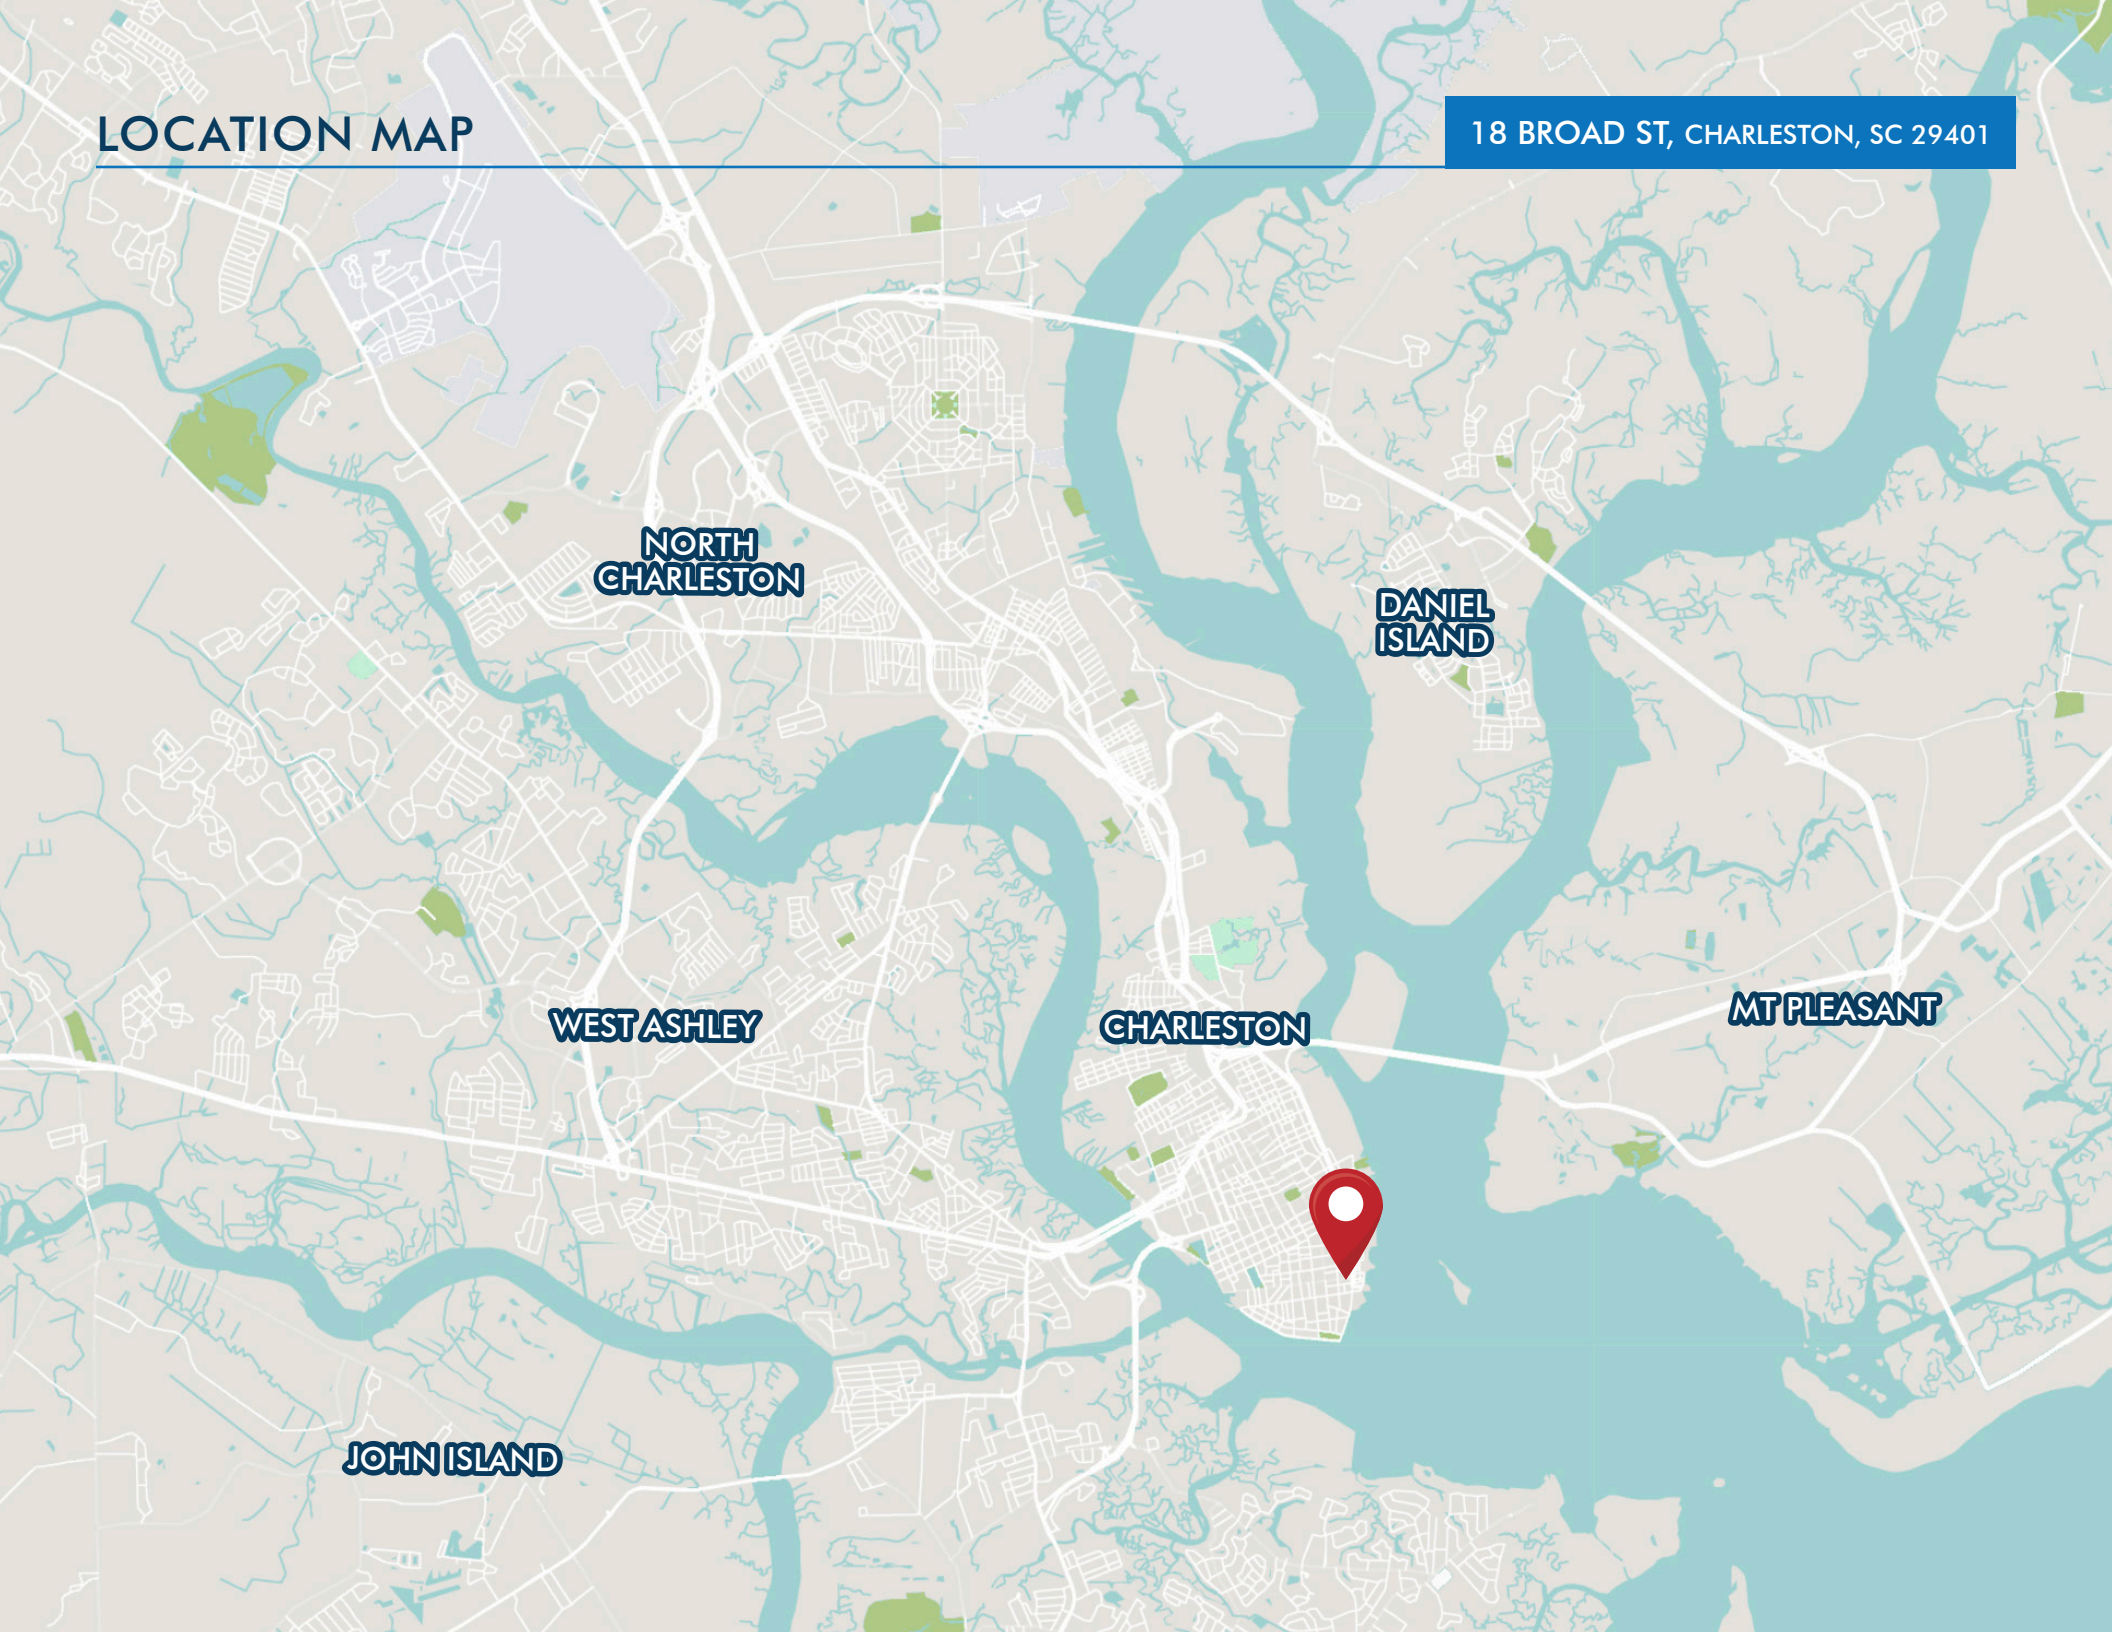 LOCATION MAP
18 BROAD ST, CHARLESTON, SC 29401
NORTH
CHARLESTON
DANIEL
ISLAND
WEST ASHLEY
CHARLESTON
MT PLEASANT
JOHN ISLAND